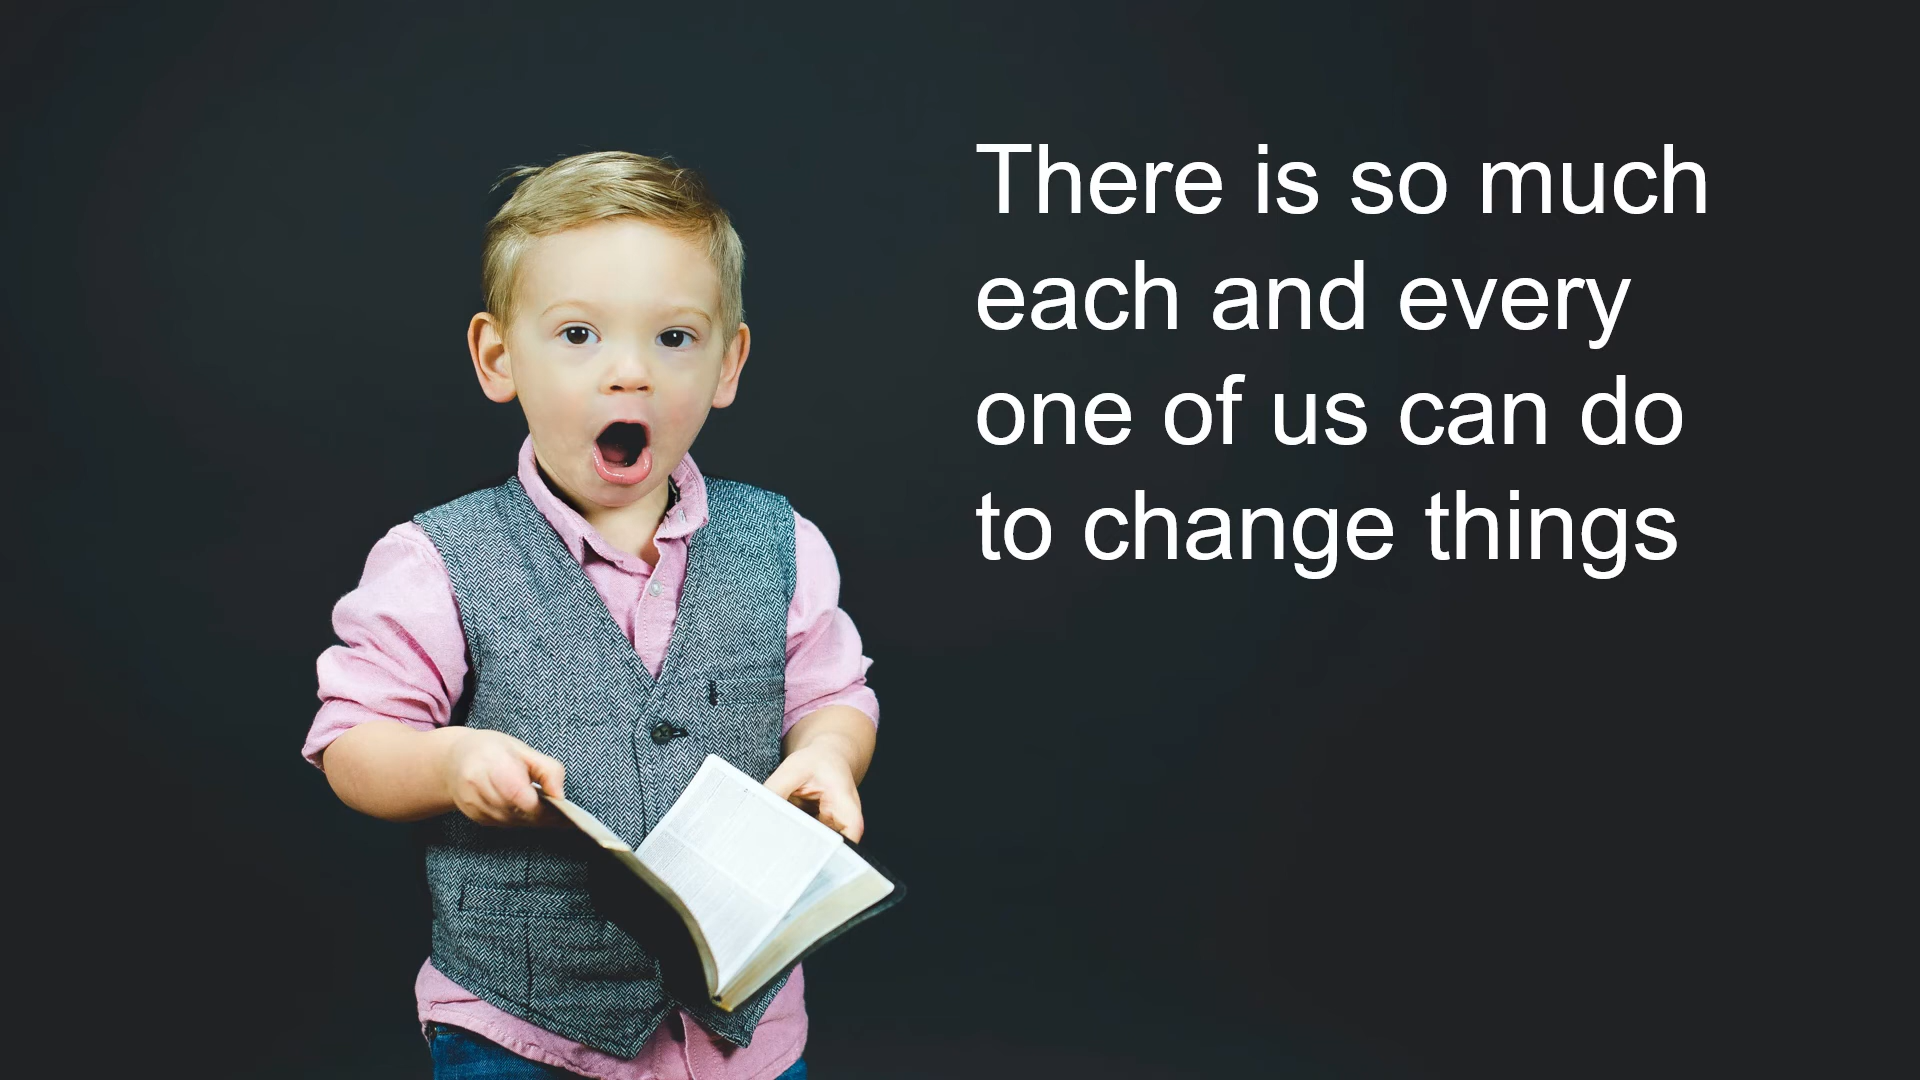 There is so much
each and every
one of us can do
to change things